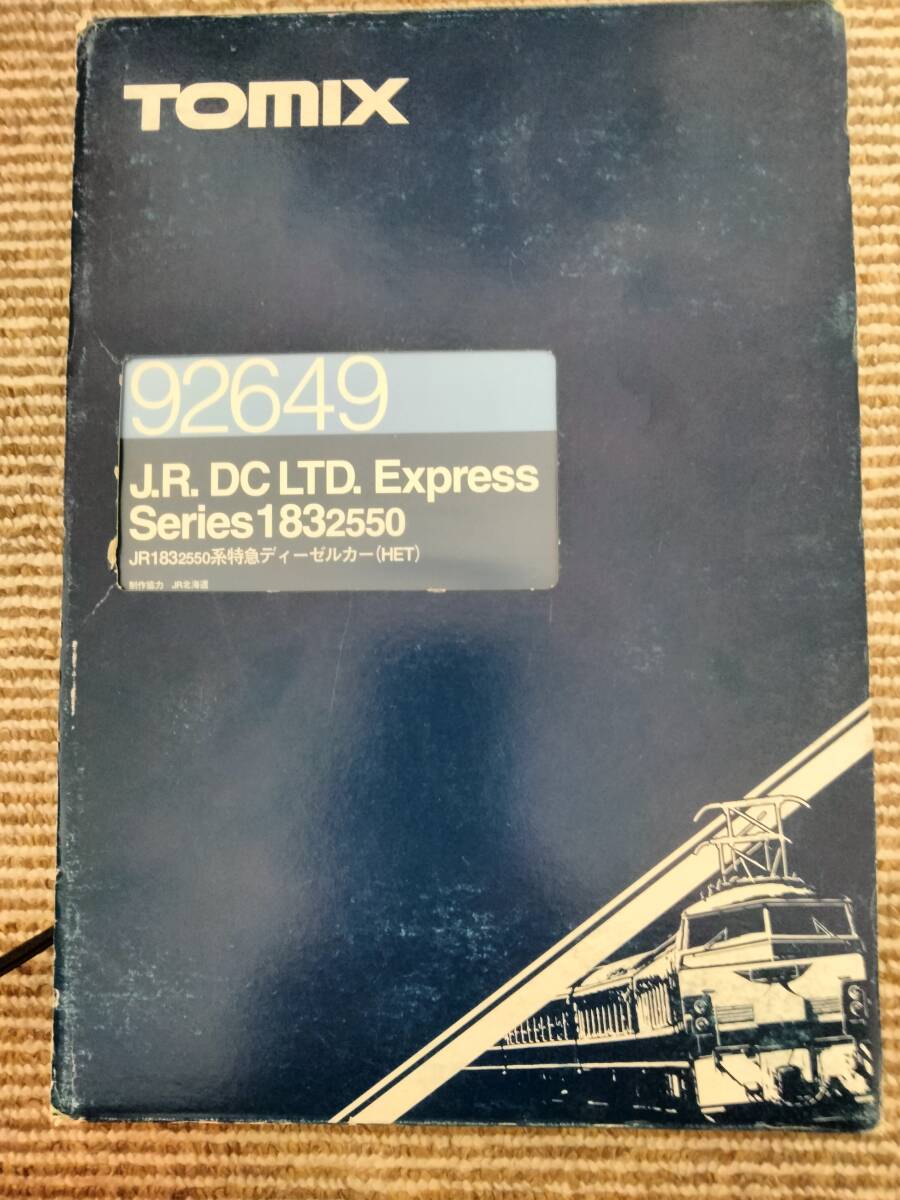 TOMIX
92649
J.R. DC LTD. Express
Series 1832550
JR1832550系特急ディーゼルカー(HET)
制作協力 JR北海道